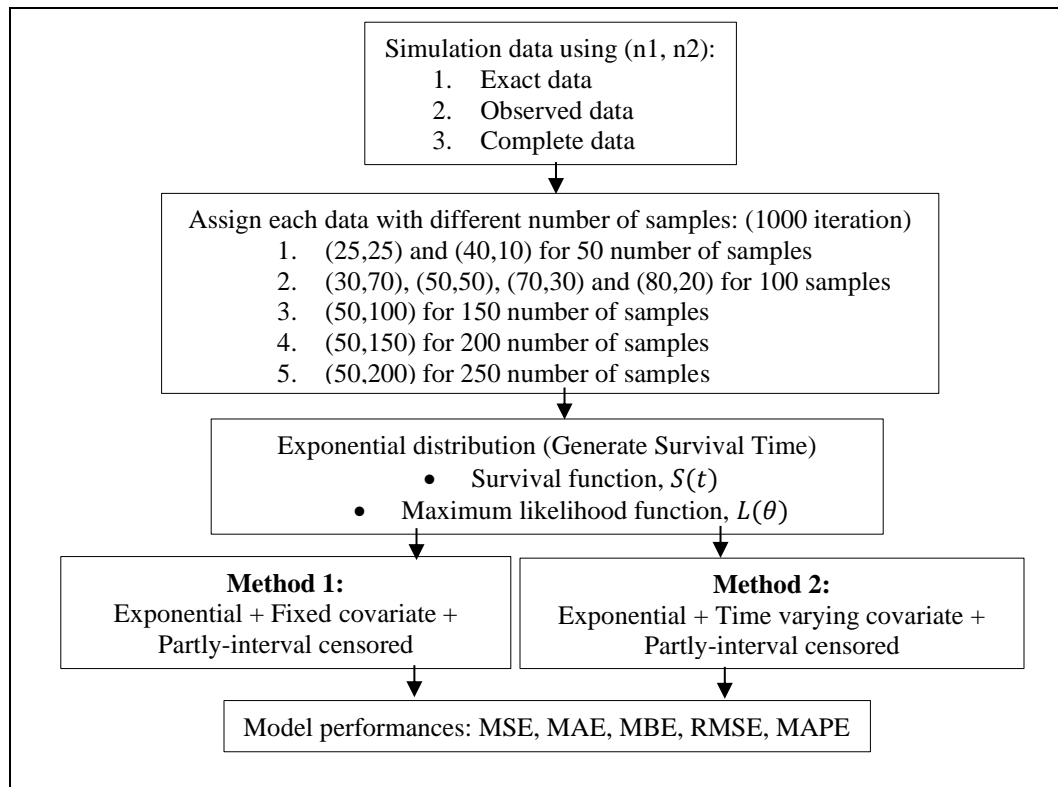 Simulation data using (n1, n2):
1. Exact data
2. Observed data
3. Complete data
Assign each data with different number of samples: (1000 iteration)
1. (25,25) and (40,10) for 50 number of samples
2. (30,70), (50,50), (70,30) and (80,20) for 100 samples
3. (50,100) for 150 number of samples
4. (50,150) for 200 number of samples
5. (50,200) for 250 number of samples
Exponential distribution (Generate Survival Time)
• Survival function, S(t)
• Maximum likelihood function, L(θ)
Method 1:
Exponential + Fixed covariate +
Partly-interval censored
Method 2:
Exponential + Time varying covariate +
Partly-interval censored
Model performances: MSE, MAE, MBE, RMSE, MAPE